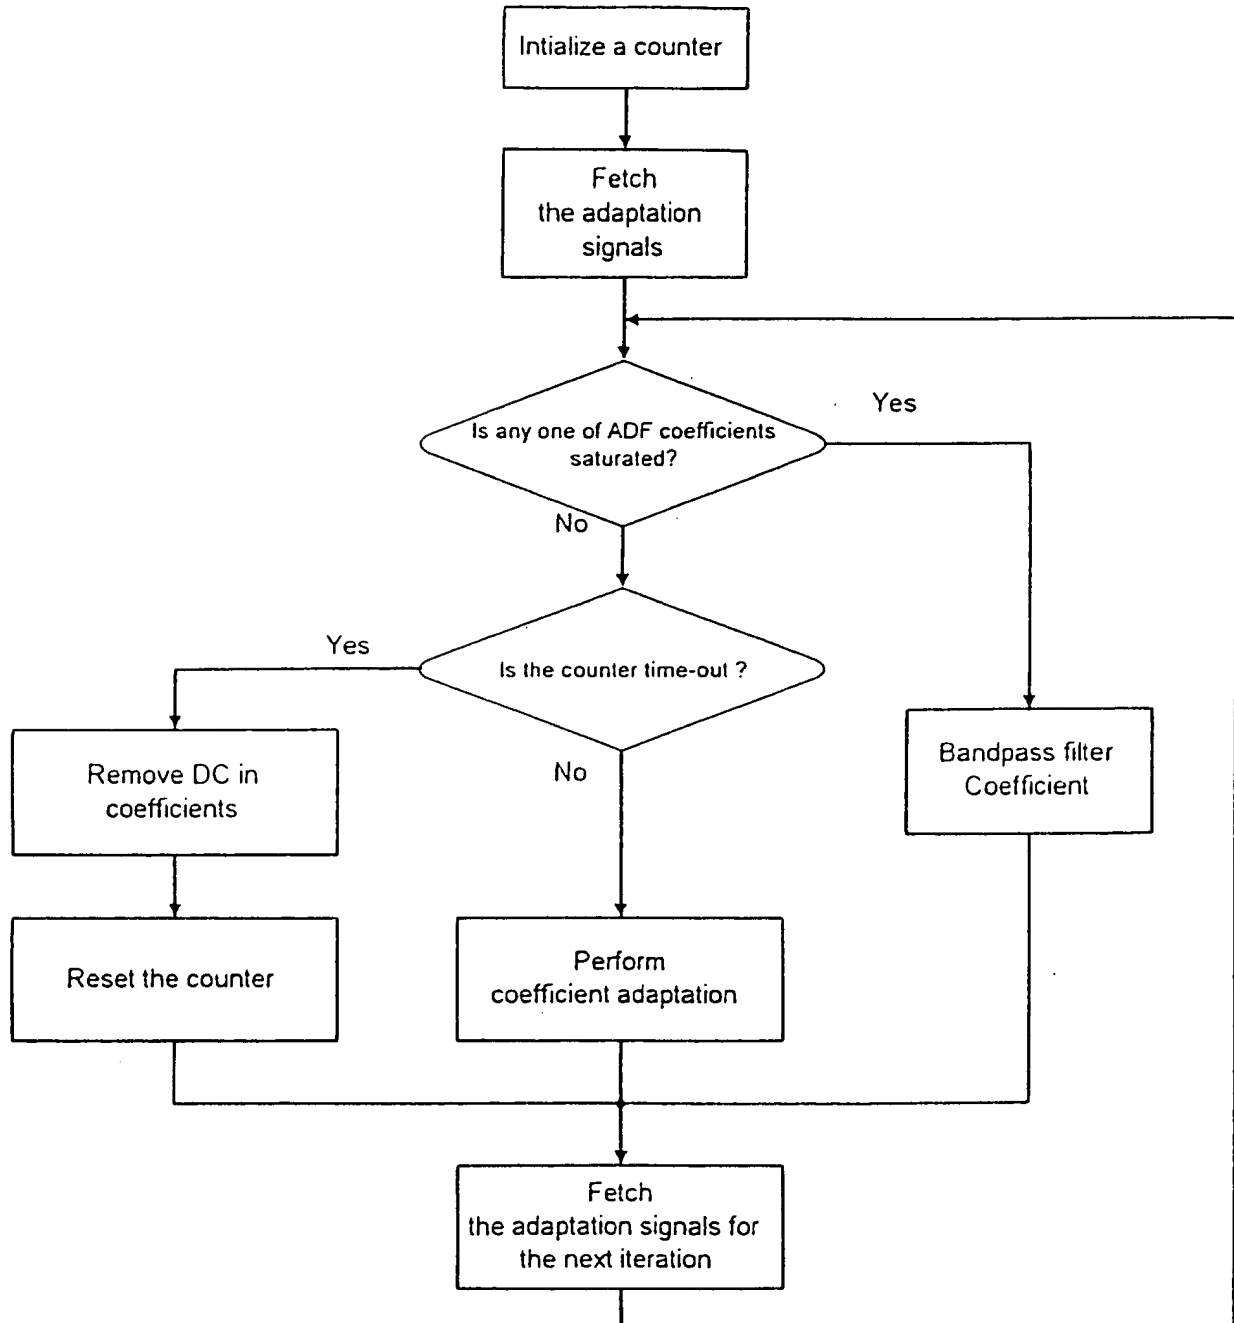 Intialize a counter
Fetch
the adaptation
signals
Yes
Is any one of ADF coefficients
saturated?
No
Yes
Is the counter time-out ?
No
Remove DC in
coefficients
Bandpass filter
Coefficient
Reset the counter
Perform
coefficient adaptation
Fetch
the adaptation signals for
the next iteration